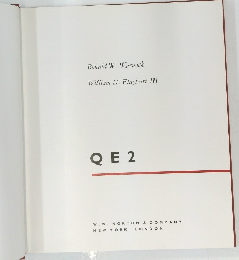 Ronald W. Warwick
William H. Flayhart III
QE2
W. W. NORTON & COMPANY
NEW YORK LONDON